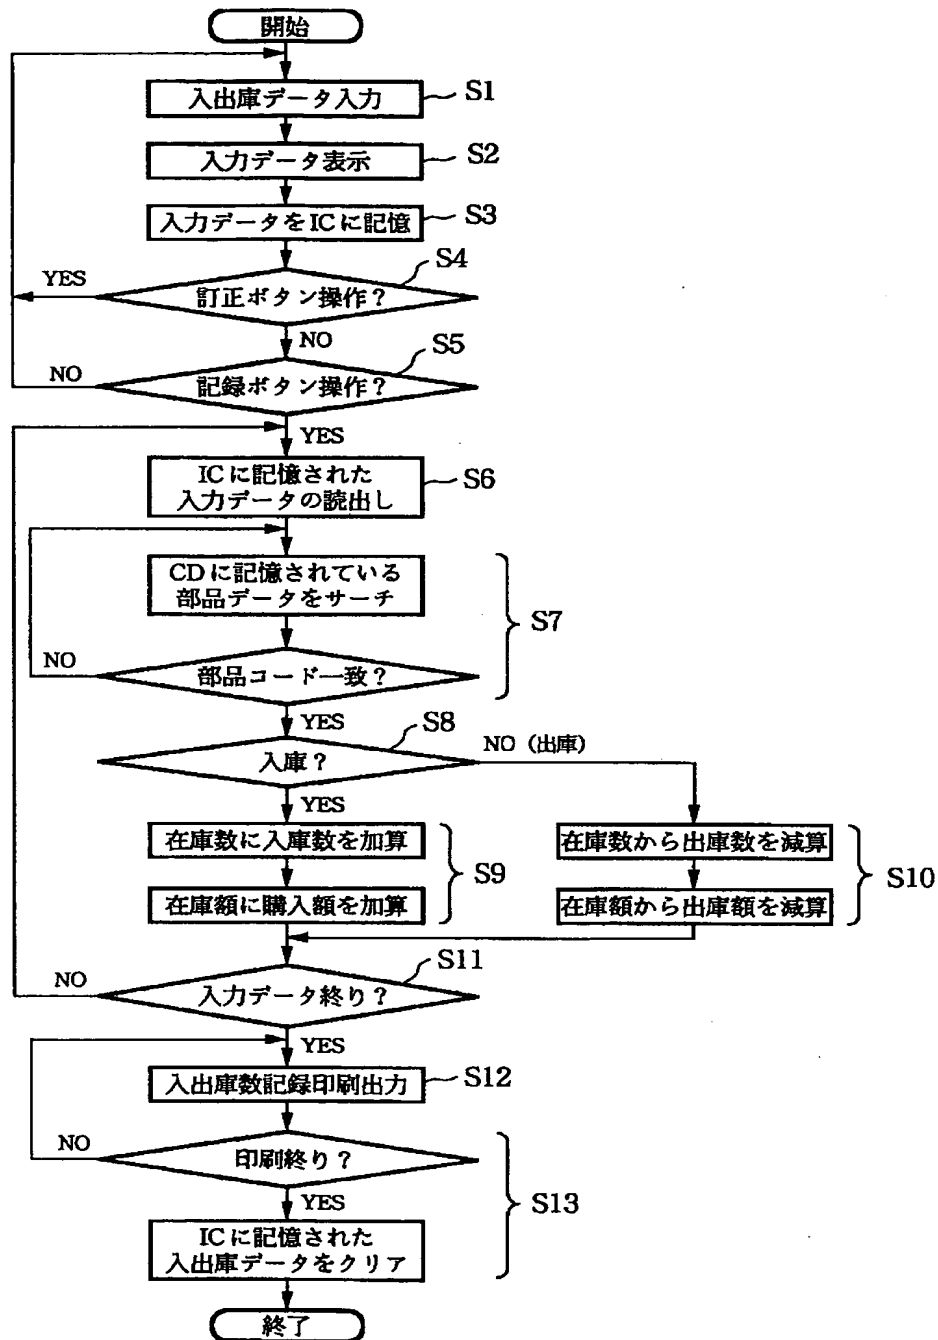 開始
入出庫データ入力
S1
入力データ表示
S2
入力データをICに記憶
S3
S4
YES
訂正ボタン操作?
NO
S5
NO
記録ボタン操作?
YES
ICに記憶された
入力データの読出し
S6
CDに記憶されている
部品データをサーチ
S7
NO
部品コード一致?
YES
S8
入庫?
NO (出庫)
YES
在庫数に入庫数を加算
在庫額に購入額を加算
S9
在庫数から出庫数を減算
在庫額から出庫額を減算
S10
S11
NO
入力データ終り?
YES
入出庫数記録印刷出力
S12
NO
印刷終り?
YES
S13
ICに記憶された
入出庫データをクリア
終了